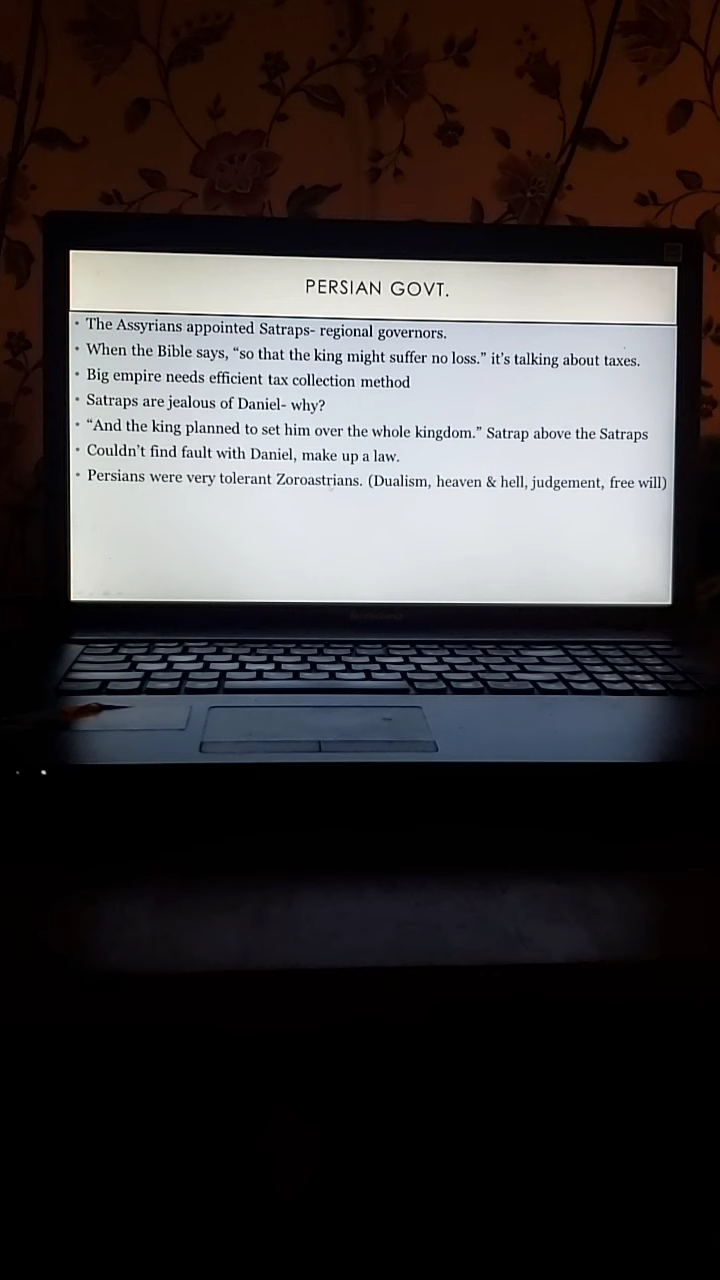 PERSIAN GOVT.
• The Assyrians appointed Satraps- regional governors.
• When the Bible says, “so that the king might suffer no loss.” it’s talking about taxes.
• Big empire needs efficient tax collection method
• Satraps are jealous of Daniel- why?
• “And the king planned to set him over the whole kingdom.” Satrap above the Satraps
• Couldn’t find fault with Daniel, make up a law.
• Persians were very tolerant Zoroastrians. (Dualism, heaven & hell, judgement, free will)